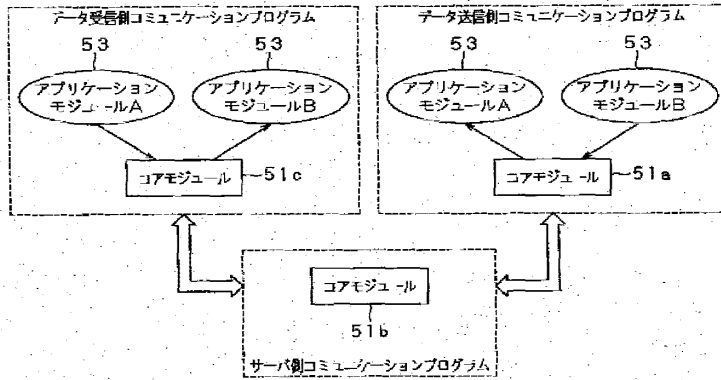 データ受信側コミュニケーションプログラム
53
53
アプリケーション
モジュールA
アプリケーション
モジュールB
コアモジュール
51c
データ送信側コミュニケーションプログラム
53
53
アプリケーション
モジュールA
アプリケーション
モジュールB
コアモジュール
51a
コアモジュール
51b
サーバ側コミュニケーションプログラム